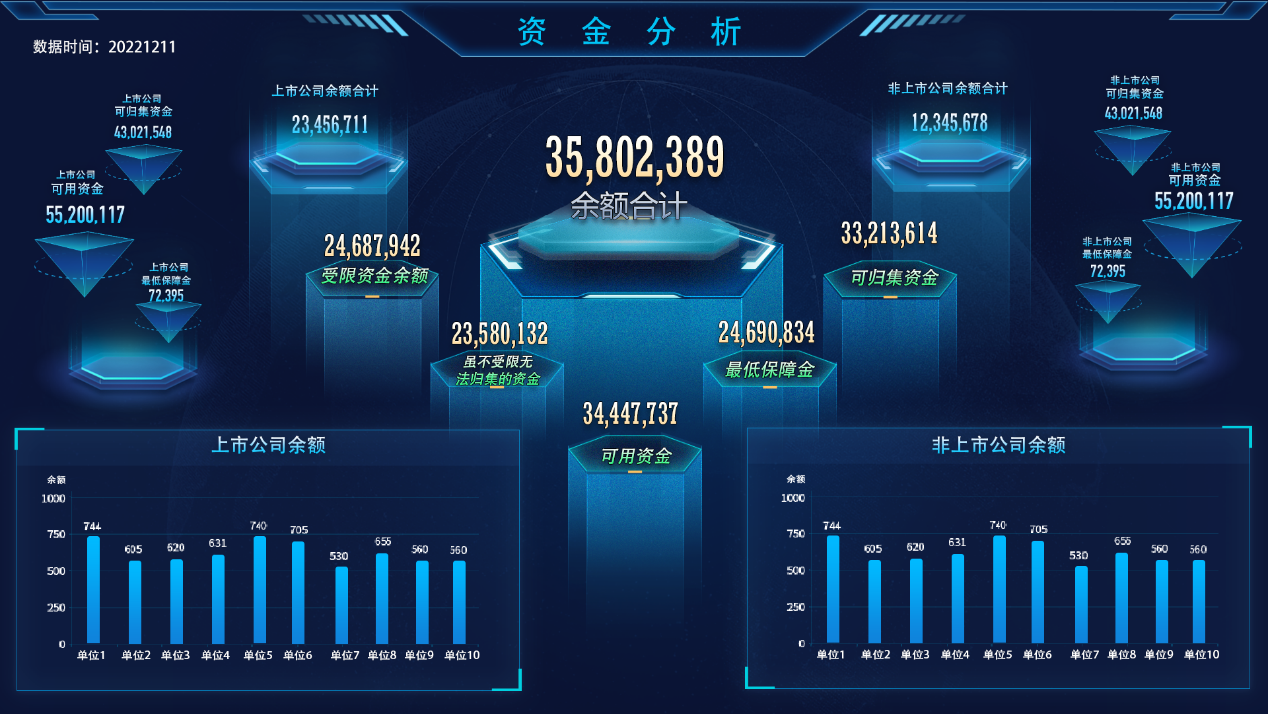 资金分析
数据时间：20221211
上市公司
可归集资金
43,021,548
上市公司
可用资金
55,200,117
上市公司
最低保障金
72,395
上市公司余额合计
23,456,711
35,802,389
余额合计
非上市公司余额合计
12,345,678
非上市公司
可归集资金
43,021,548
非上市公司
可用资金
55,200,117
非上市公司
最低保障金
72,395
24,687,942
受限资金余额
23,580,132
虽不受限无
法归集的资金
34,447,737
可用资金
24,690,834
最低保障金
33,213,614
可归集资金
上市公司余额
余额
1000
750
500
250
0
744 605 620 631 740 705 530 655 560 560
单位1 单位2 单位3 单位4 单位5 单位6 单位7 单位8 单位9 单位10
非上市公司余额
余额
1000
750
500
250
0
744 605 620 631 740 705 530 655 560 560
单位1 单位2 单位3 单位4 单位5 单位6 单位7 单位8 单位9 单位10